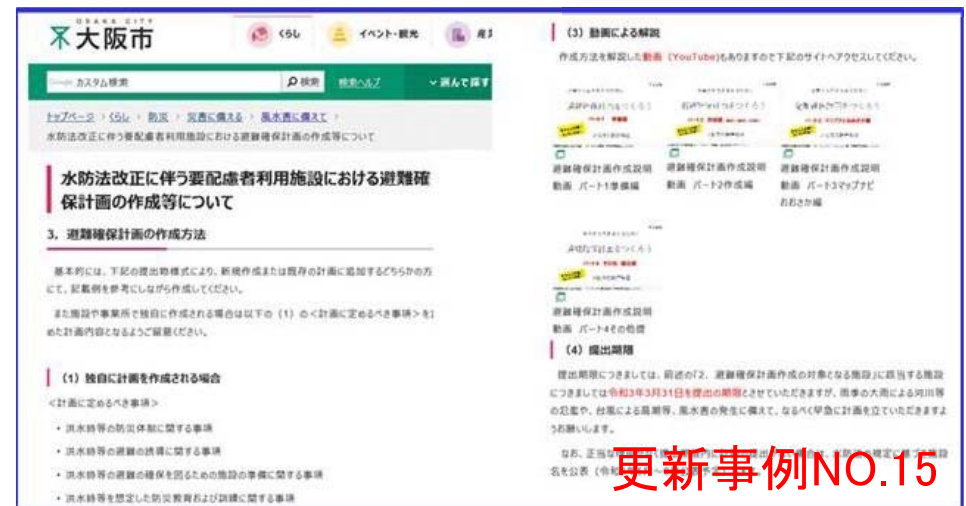 OSAKA CITY
大阪市
くらし
イベント・観光
カスタム検索
検索
検索ヘルプ
選んで探す
トップページ > くらし > 防災 > 災害に備える > 風水害に備えて >
水防法改正に伴う要配慮者利用施設における避難確保計画の作成等について
水防法改正に伴う要配慮者利用施設における避難確
保計画の作成等について
3. 避難確保計画の作成方法
基本的には、下記の提出物様式により、新規作成または既存の計画に追加するどちらかの方
にて、記載例を参考にしながら作成してください。
また施設や事業所で独自に作成される場合は以下の(1)の<計画に定めるべき事項>を
めた計画内容となるようご留意ください。
(1)独自に計画を作成される場合
<計画に定めるべき事項>
・洪水時等の防災体制に関する事項
・洪水時等の避難の誘導に関する事項
・洪水時等の避難の確保を図るための施設の準備に関する事項
・洪水時等を想定した防災教育および訓練に関する事項
(3)動画による解説
作成方法を解説した動画(YouTube)もありますので下記のサイトへアクセスしてください。
避難確保計画作成説明
動画 パート1準備編
避難確保計画作成説明
動画 パート2作成編
避難確保計画作成説明
動画 パート3マップナビ
おおさか編
避難確保計画作成説明
動画 パート4その他提
(4)提出期限
提出期限につきましては、前述の「2. 避難確保計画作成の対象となる施設」に該当する施設
につきましては令和3年3月31日を提出の期限とさせていただきますが、雨季の大雨による河川等
の氾濫や、台風による高潮等、風水害の発生に備えて、なるべく早急に計画を立ていただきますよ
うお願いします。
なお、正当な
名を公表(令和
更新事例NO.15